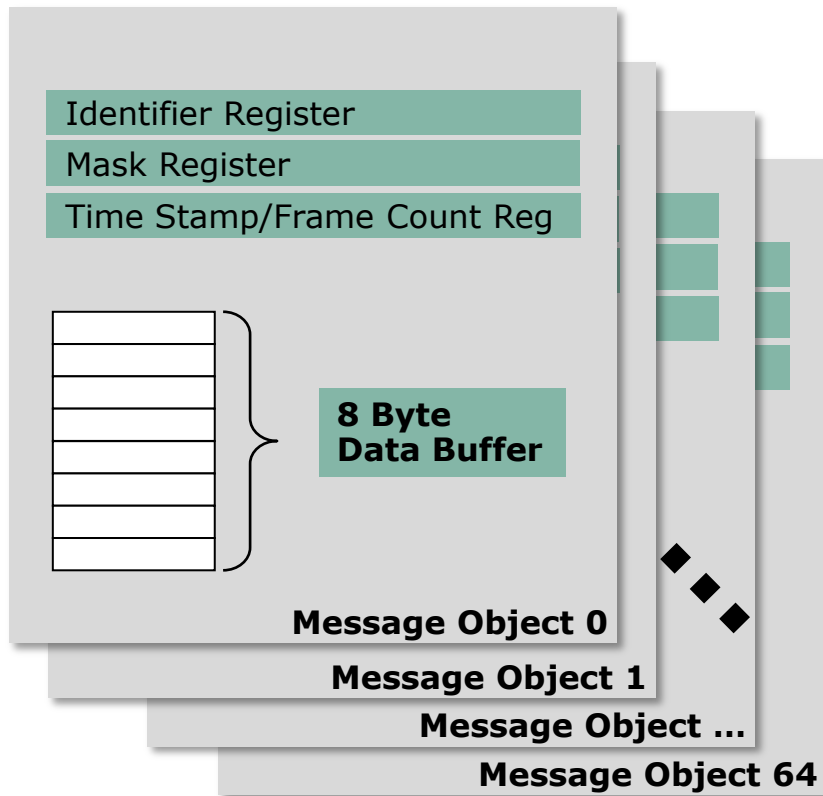 Identifier Register
Mask Register
Time Stamp/Frame Count Reg
8 Byte
Data Buffer
Message Object 0
Message Object 1
Message Object ...
Message Object 64